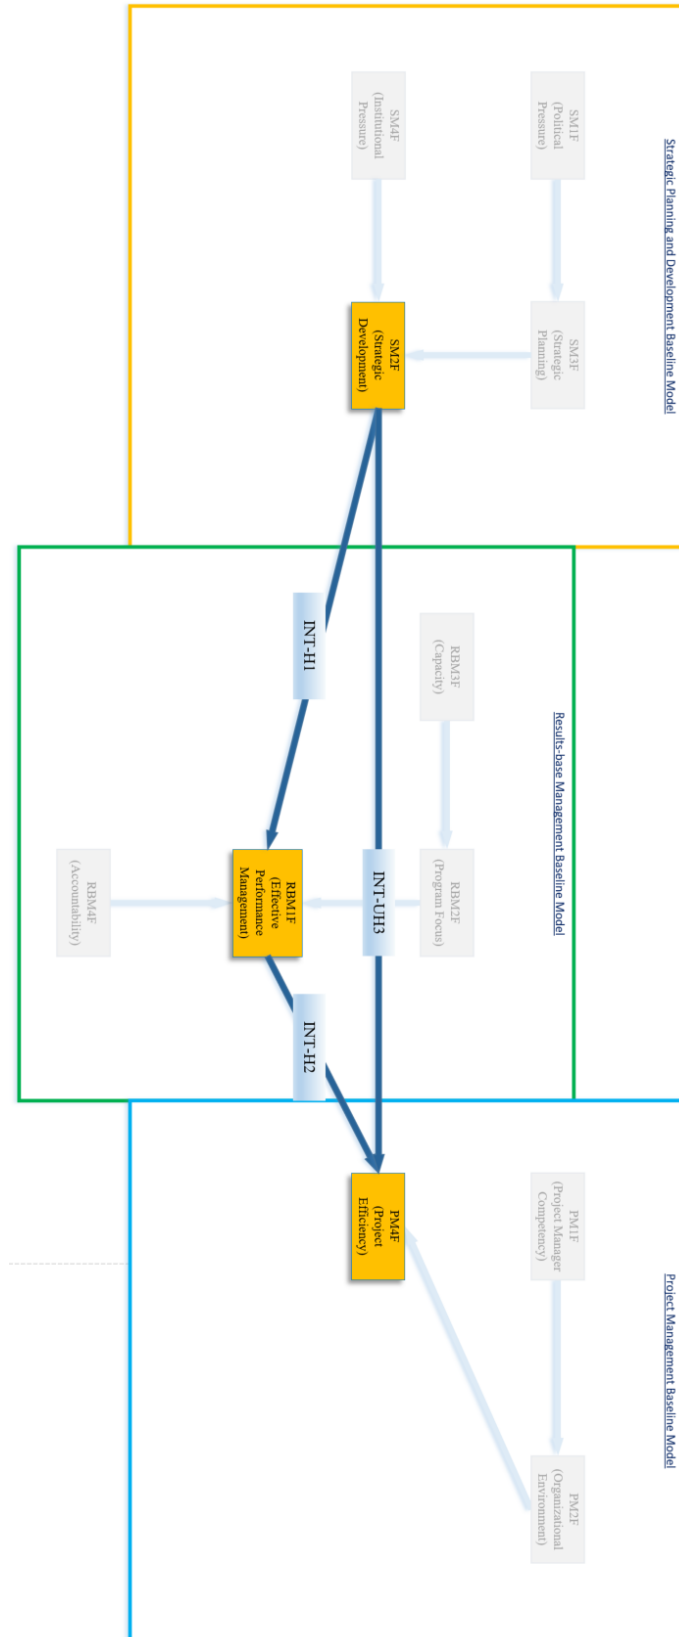 Strategic Planning and Development Baseline Model
SM1F
(Political
Pressure)
SM3F
(Strategic
Planning)
SM4F
(Institutional
Pressure)
SM2F
(Strategic
Development)
Results-base Management Baseline Model
RBM3F
(Capacity)
RBM2F
(Program Focus)
INT-UH3
INT-H1
INT-H2
RBM1F
(Effective
Performance
Management)
RBM4F
(Accountability)
Project Management Baseline Model
PM1F
(Project Manager
Competency)
PM2F
(Organizational
Environment)
PM4F
(Project
Efficiency)